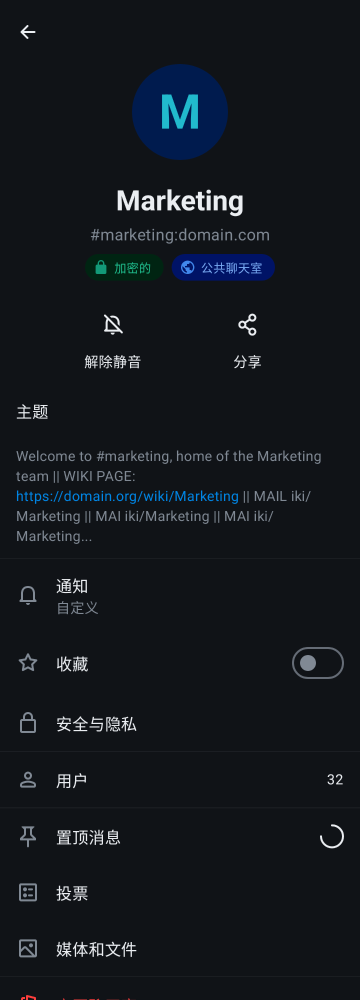 M
Marketing
#marketing:domain.com
加密的
公共聊天室
解除静音
分享
主题
Welcome to #marketing, home of the Marketing
team || WIKI PAGE:
https://domain.org/wiki/Marketing || MAIL iki/
Marketing || MAI iki/Marketing || MAI iki/
Marketing...
通知
自定义
收藏
安全与隐私
用户
32
置顶消息
投票
媒体和文件